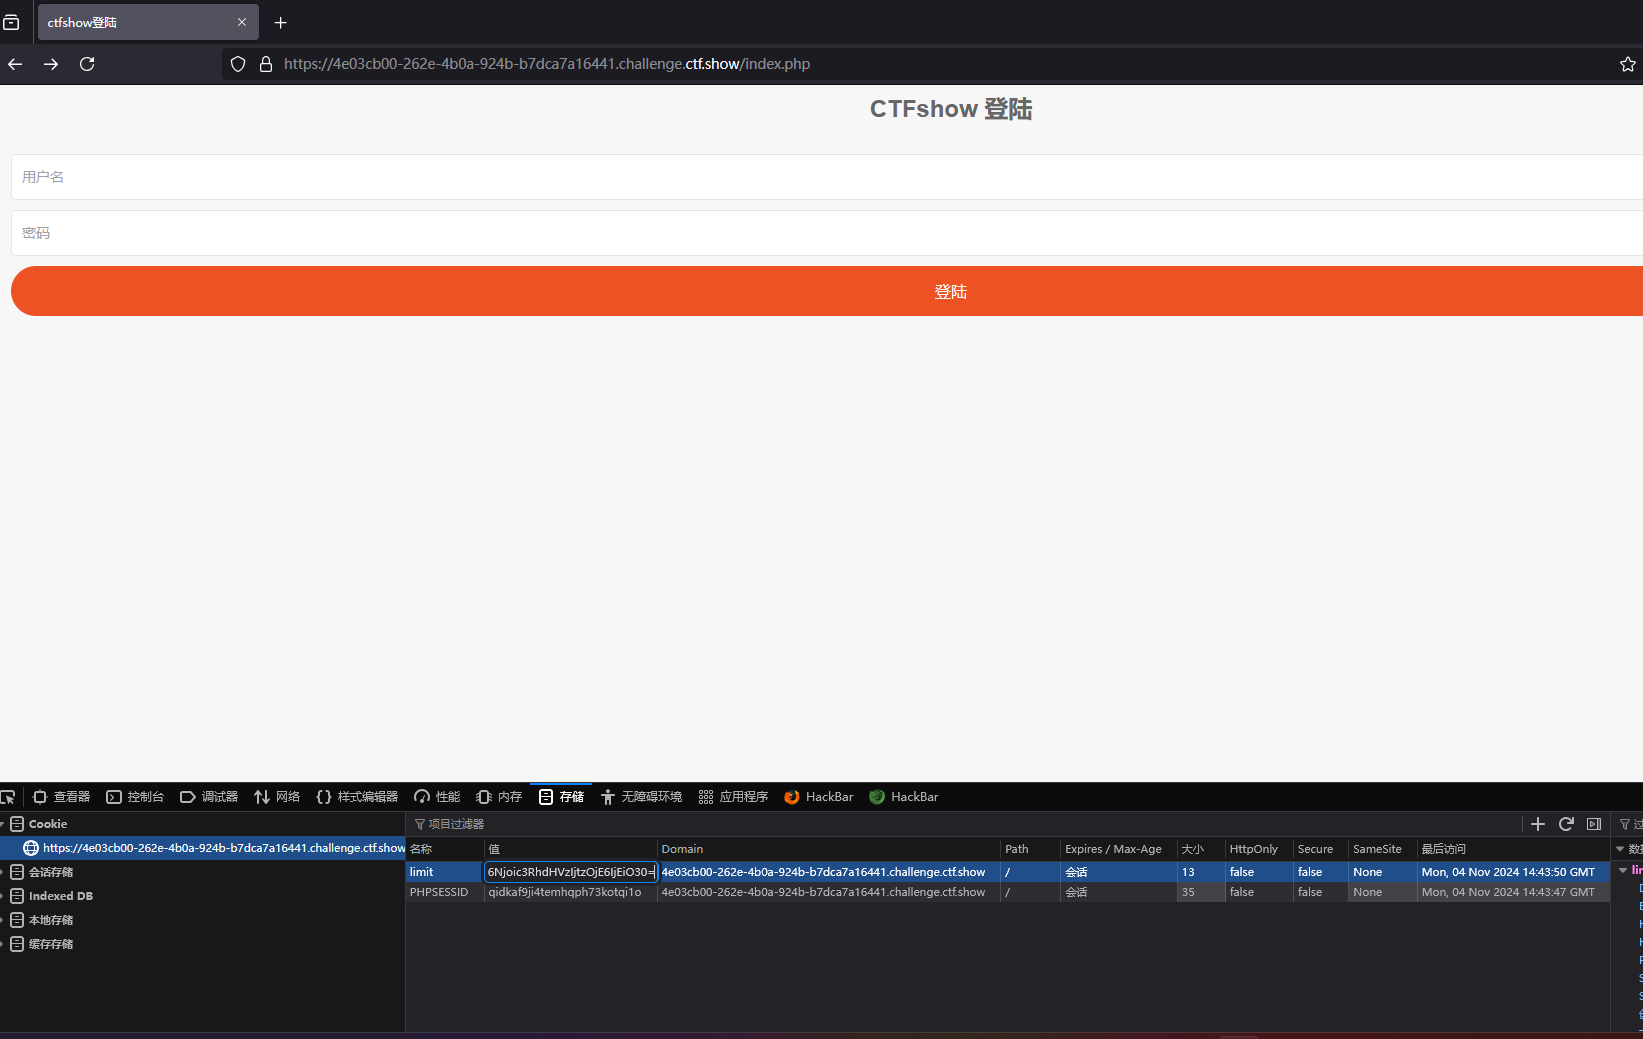 ctfshow登陆
https://4e03cb00-262e-4b0a-924b-b7dca7a16441.challenge.ctf.show/index.php
CTFshow 登陆
用户名
密码
登陆
查看器 控制台 调试器 网络 样式编辑器 性能 内存 存储 无障碍环境 应用程序 HackBar HackBar
Cookie
https://4e03cb00-262e-4b0a-924b-b7dca7a16441.challenge.ctf.show
会话存储
Indexed DB
本地存储
缓存存储
项目过滤器
名称 值 Domain Path Expires / Max-Age 大小 HttpOnly Secure SameSite 最后访问
limit 6Njoic3RhdHVzIjtzOjE6IjEiO30= 4e03cb00-262e-4b0a-924b-b7dca7a16441.challenge.ctf.show / 会话 13 false false None Mon, 04 Nov 2024 14:43:50 GMT
PHPSESSID qidkaf9ji4temhqph73kotqi1o 4e03cb00-262e-4b0a-924b-b7dca7a16441.challenge.ctf.show / 会话 35 false false None Mon, 04 Nov 2024 14:43:47 GMT